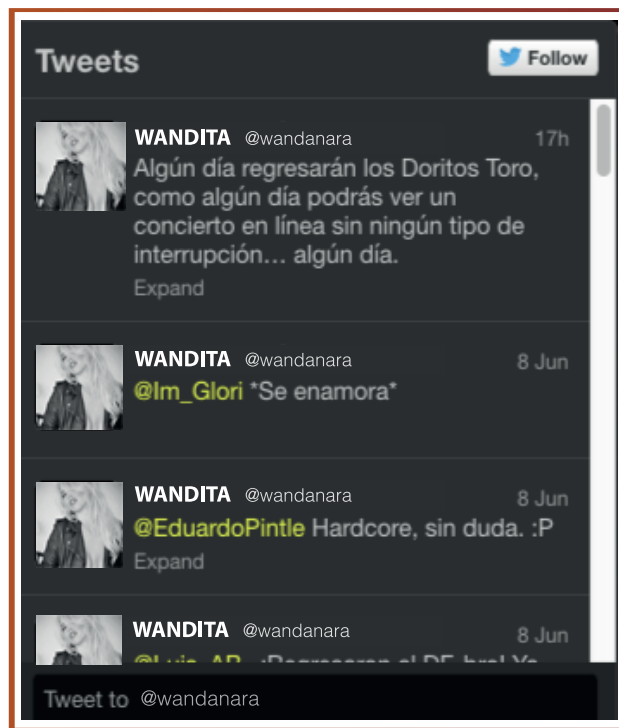 Tweets
Follow
WANDITA @wandanara 17h
Algún día regresarán los Doritos Toro,
como algún día podrás ver un
concierto en línea sin ningún tipo de
interrupción… algún día.
Expand
WANDITA @wandanara 8 Jun
@Im_Glori *Se enamora*
WANDITA @wandanara 8 Jun
@EduardoPintle Hardcore, sin duda. :P
Expand
WANDITA @wandanara 8 Jun
Tweet to @wandanara